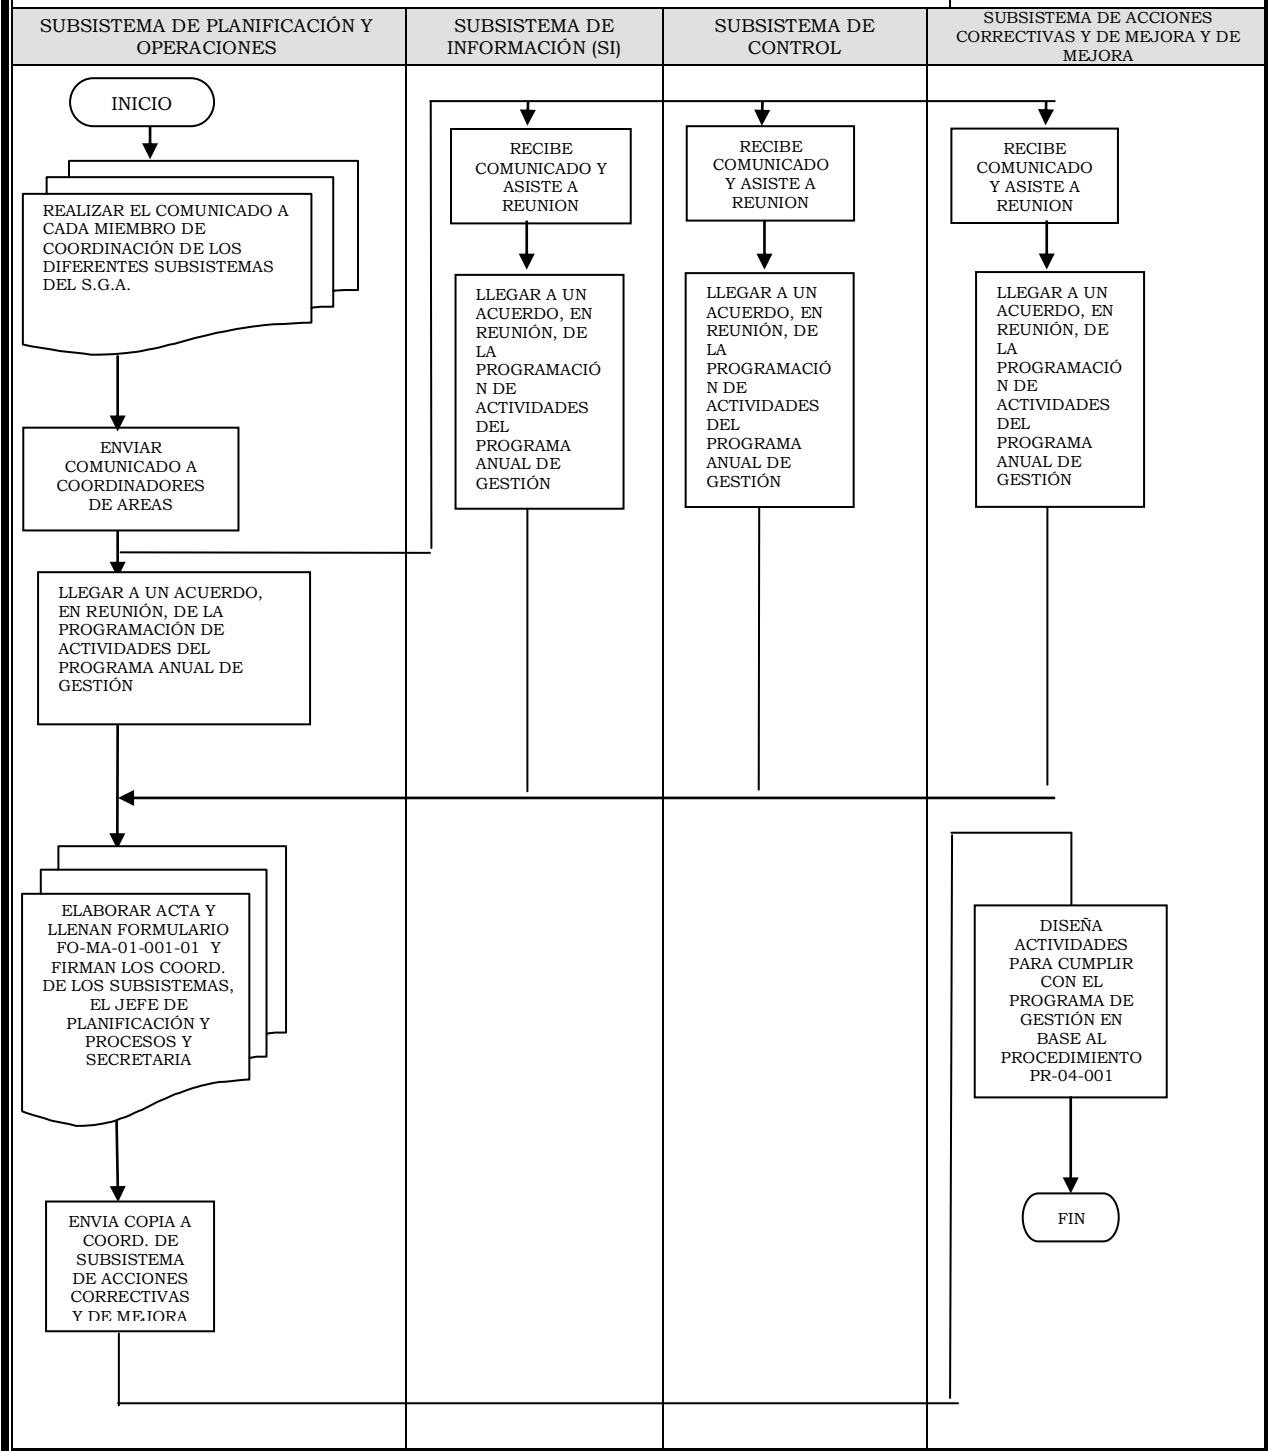 SUBSISTEMA DE PLANIFICACIÓN Y
OPERACIONES
SUBSISTEMA DE
INFORMACIÓN (SI)
SUBSISTEMA DE
CONTROL
SUBSISTEMA DE ACCIONES
CORRECTIVAS Y DE MEJORA Y DE
MEJORA
INICIO
REALIZAR EL COMUNICADO A
CADA MIEMBRO DE
COORDINACIÓN DE LOS
DIFERENTES SUBSISTEMAS
DEL S.G.A.
ENVIAR
COMUNICADO A
COORDINADORES
DE AREAS
LLEGAR A UN ACUERDO,
EN REUNIÓN, DE LA
PROGRAMACIÓN DE
ACTIVIDADES DEL
PROGRAMA ANUAL DE
GESTIÓN
RECIBE
COMUNICADO Y
ASISTE A
REUNION
LLEGAR A UN
ACUERDO, EN
REUNIÓN, DE
LA
PROGRAMACIÓ
N DE
ACTIVIDADES
DEL
PROGRAMA
ANUAL DE
GESTIÓN
RECIBE
COMUNICADO
Y ASISTE A
REUNION
LLEGAR A UN
ACUERDO, EN
REUNIÓN, DE
LA
PROGRAMACIÓ
N DE
ACTIVIDADES
DEL
PROGRAMA
ANUAL DE
GESTIÓN
RECIBE
COMUNICADO
Y ASISTE A
REUNION
LLEGAR A UN
ACUERDO, EN
REUNIÓN, DE
LA
PROGRAMACIÓ
N DE
ACTIVIDADES
DEL
PROGRAMA
ANUAL DE
GESTIÓN
ELABORAR ACTA Y
LLENAN FORMULARIO
FO-MA-01-001-01 Y
FIRMAN LOS COORD.
DE LOS SUBSISTEMAS,
EL JEFE DE
PLANIFICACIÓN Y
PROCESOS Y
SECRETARIA
ENVIA COPIA A
COORD. DE
SUBSISTEMA
DE ACCIONES
CORRECTIVAS
Y DE MEJORA
DISEÑA
ACTIVIDADES
PARA CUMPLIR
CON EL
PROGRAMA DE
GESTIÓN EN
BASE AL
PROCEDIMIENTO
PR-04-001
FIN